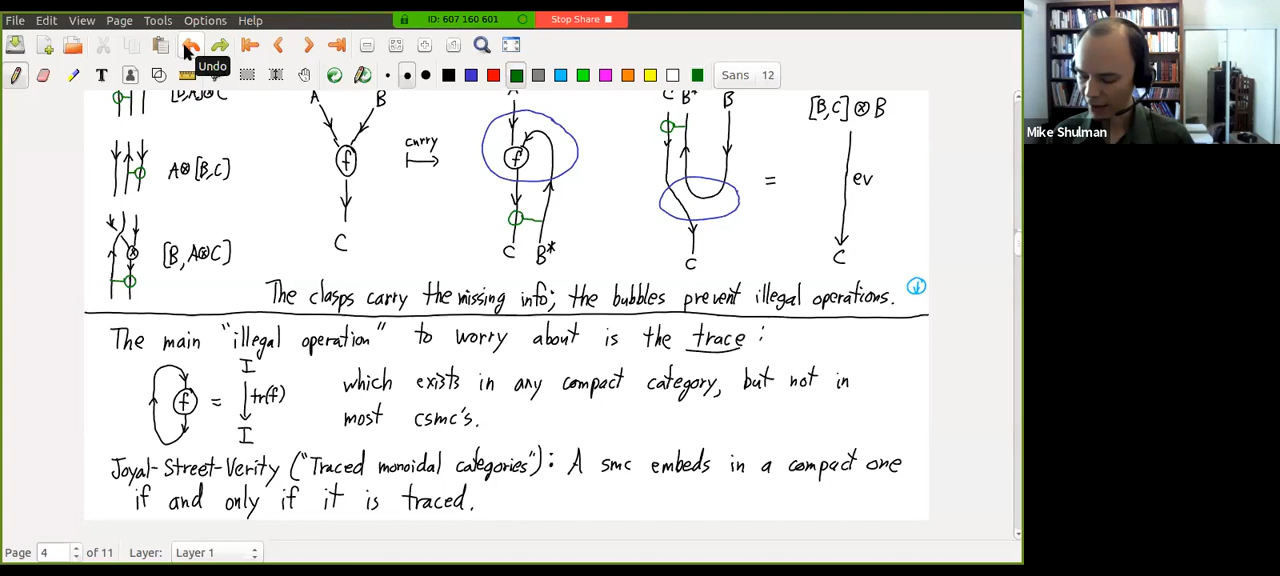 File Edit View Page Tools Options Help
ID: 607 160 601 Stop Share
Undo
T Sans 12
Mike Shulman
[B,A]⊗C
A B
A
C B* B
[B,C]⊗B
f
curry
f
A⊗[B,C]
=
ev
C
C B*
C
C
[B, A⊗C]
The clasps carry the missing info; the bubbles prevent illegal operations.
The main "illegal operation" to worry about is the trace:
I
f = tr(f)
I
which exists in any compact category, but not in
most csmc's.
Joyal-Street-Verity ("Traced monoidal categories"): A smc embeds in a compact one
if and only if it is traced.
Page 4 of 11 Layer: Layer 1